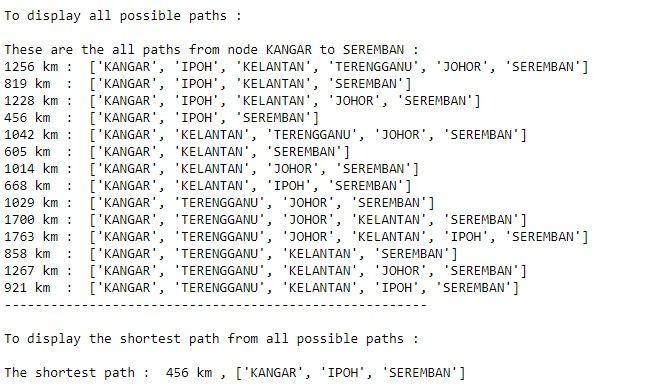 To display all possible paths :
These are the all paths from node KANGAR to SEREMBAN :
1256 km :  ['KANGAR', 'IPOH', 'KELANTAN', 'TERENGGANU', 'JOHOR', 'SEREMBAN']
819 km  :  ['KANGAR', 'IPOH', 'KELANTAN', 'SEREMBAN']
1228 km :  ['KANGAR', 'IPOH', 'KELANTAN', 'JOHOR', 'SEREMBAN']
456 km  :  ['KANGAR', 'IPOH', 'SEREMBAN']
1042 km :  ['KANGAR', 'KELANTAN', 'TERENGGANU', 'JOHOR', 'SEREMBAN']
605 km  :  ['KANGAR', 'KELANTAN', 'SEREMBAN']
1014 km :  ['KANGAR', 'KELANTAN', 'JOHOR', 'SEREMBAN']
668 km  :  ['KANGAR', 'KELANTAN', 'IPOH', 'SEREMBAN']
1029 km :  ['KANGAR', 'TERENGGANU', 'JOHOR', 'SEREMBAN']
1700 km :  ['KANGAR', 'TERENGGANU', 'JOHOR', 'KELANTAN', 'SEREMBAN']
1763 km :  ['KANGAR', 'TERENGGANU', 'JOHOR', 'KELANTAN', 'IPOH', 'SEREMBAN']
858 km  :  ['KANGAR', 'TERENGGANU', 'KELANTAN', 'SEREMBAN']
1267 km :  ['KANGAR', 'TERENGGANU', 'KELANTAN', 'JOHOR', 'SEREMBAN']
921 km  :  ['KANGAR', 'TERENGGANU', 'KELANTAN', 'IPOH', 'SEREMBAN']
-------------------------------------------------------
To display the shortest path from all possible paths :
The shortest path :  456 km , ['KANGAR', 'IPOH', 'SEREMBAN']